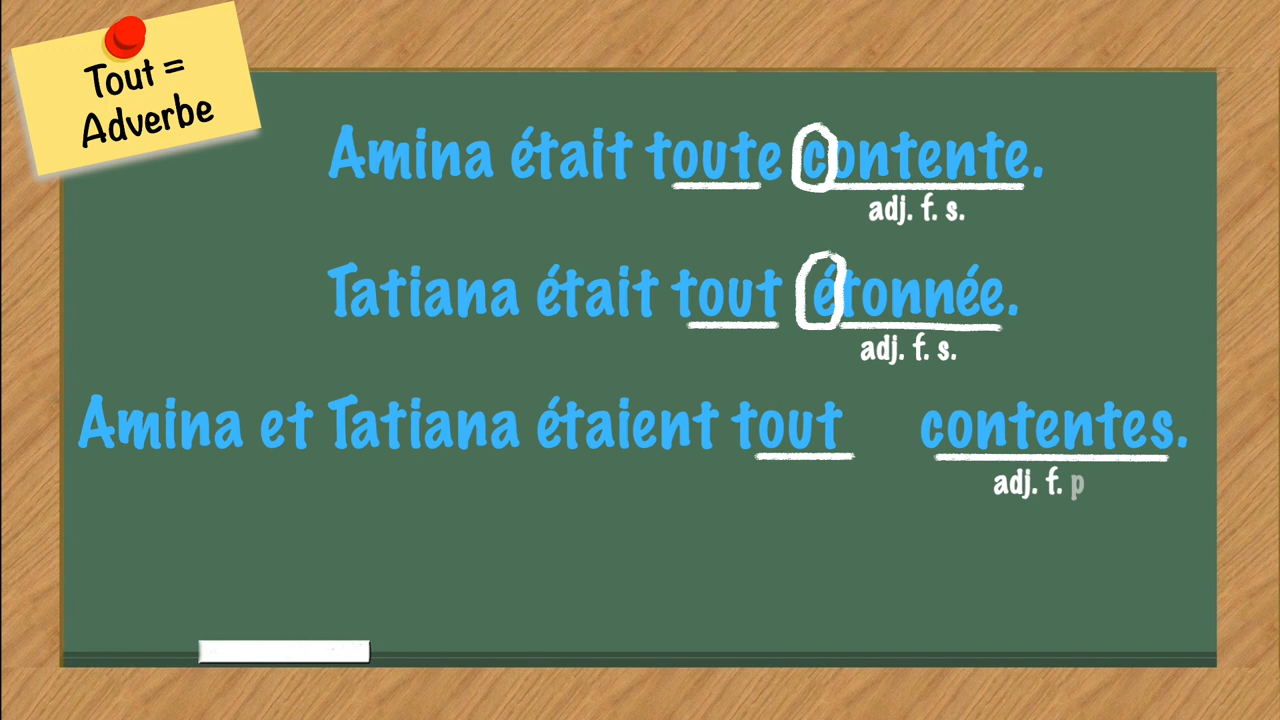 Tout =
Adverbe
Amina était toute contente.
adj. f. s.
Tatiana était tout étonnée.
adj. f. s.
Amina et Tatiana étaient tout contentes.
adj. f. p